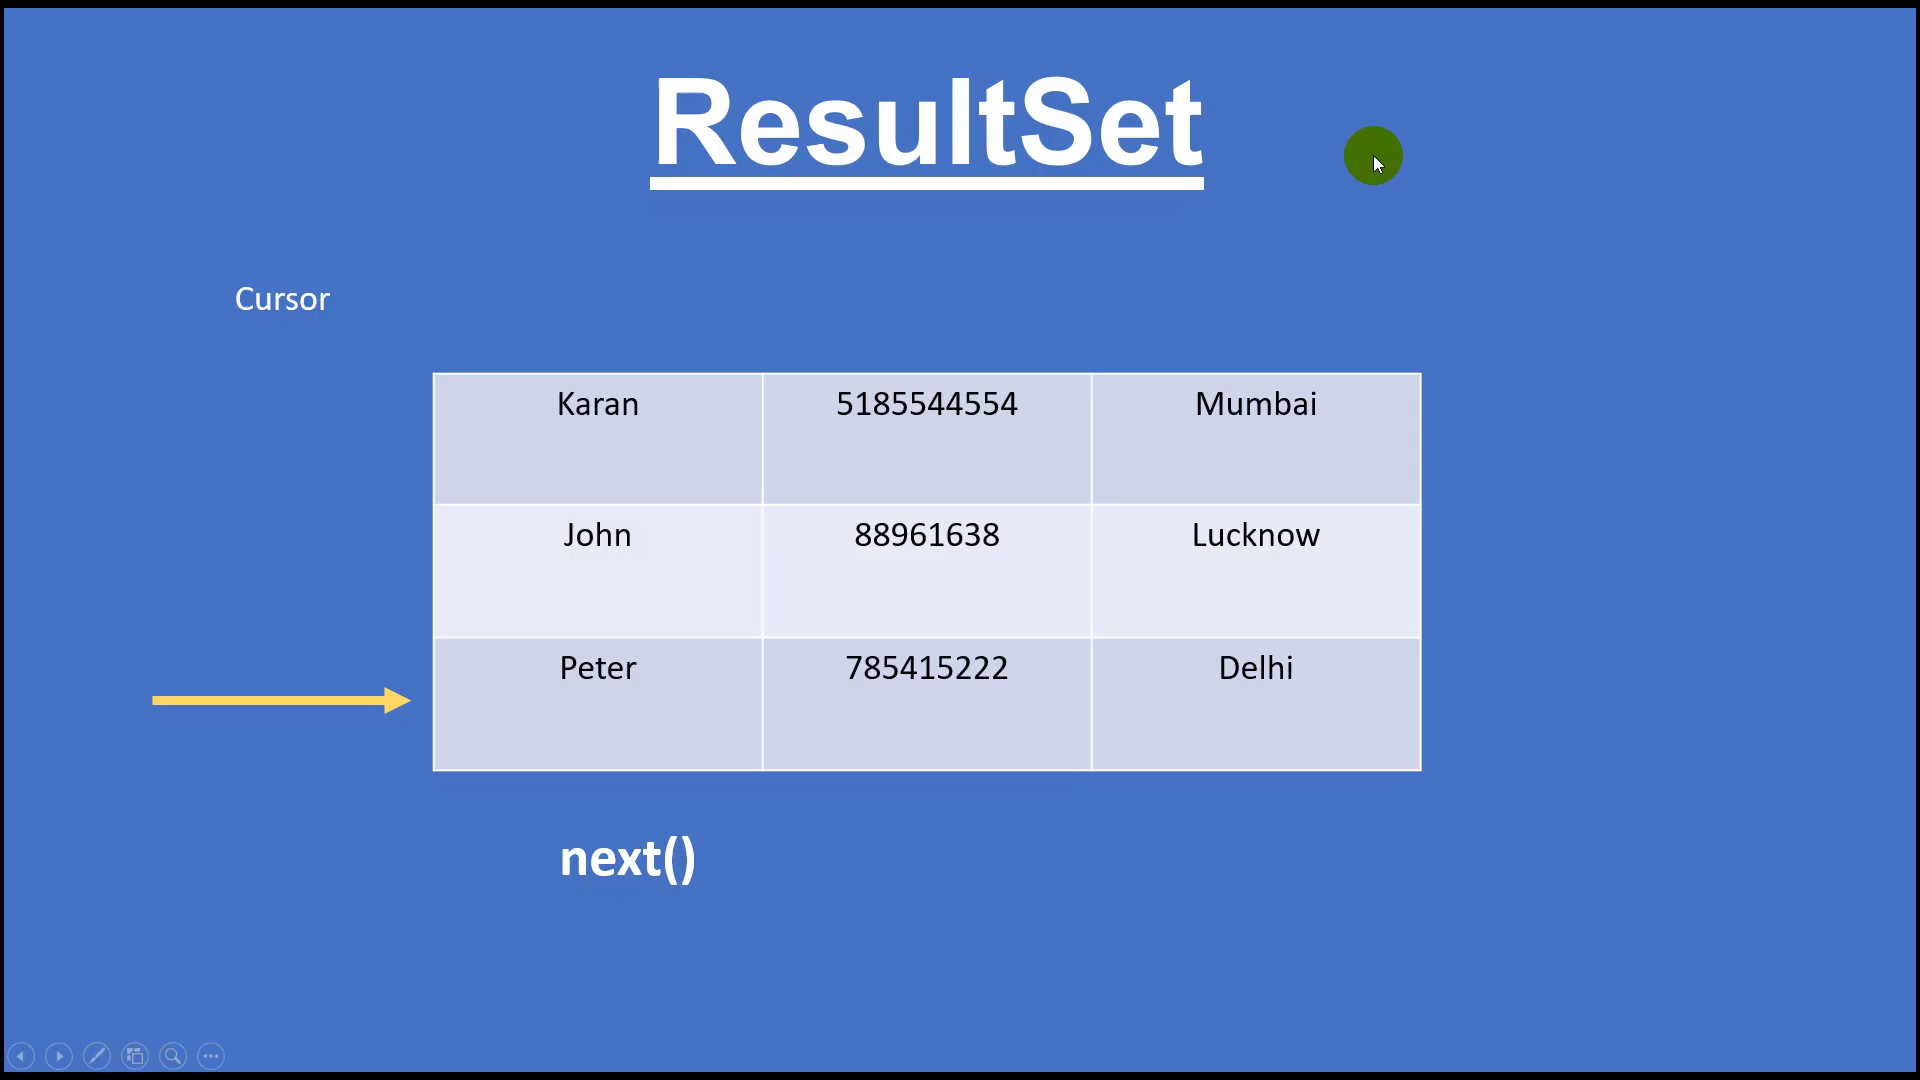 ResultSet
Cursor
Karan 5185544554 Mumbai
John 88961638 Lucknow
Peter 785415222 Delhi
next()